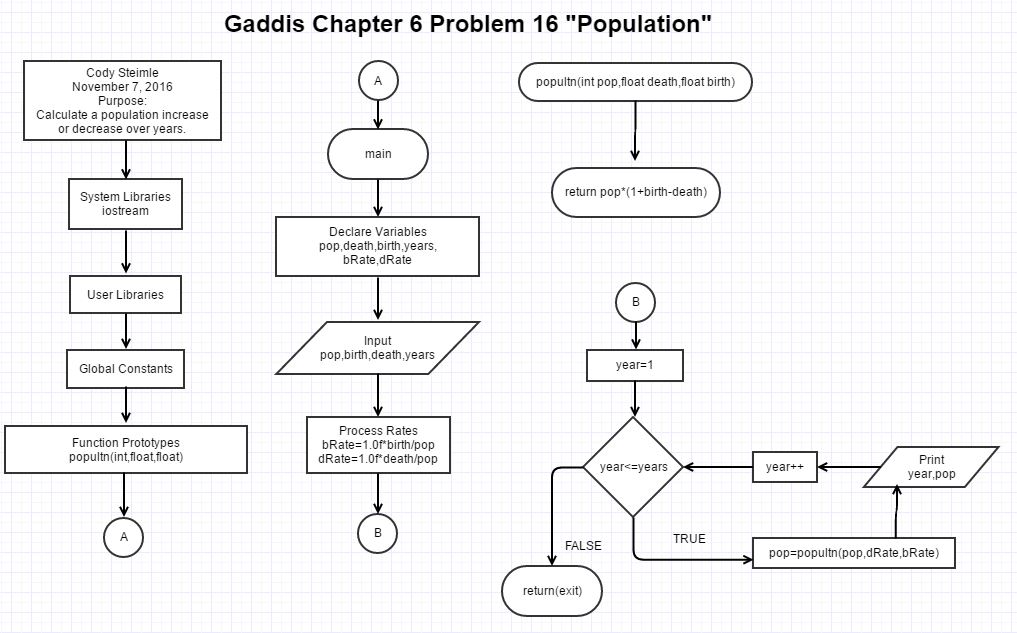 Gaddis Chapter 6 Problem 16 "Population"
Cody Steimle
November 7, 2016
Purpose:
Calculate a population increase
or decrease over years.
System Libraries
iostream
User Libraries
Global Constants
Function Prototypes
popultn(int,float,float)
A
A
main
Declare Variables
pop,death,birth,years,
bRate,dRate
Input
pop,birth,death,years
Process Rates
bRate=1.0f*birth/pop
dRate=1.0f*death/pop
B
popultn(int pop,float death,float birth)
return pop*(1+birth-death)
B
year=1
year<=years
year++
Print
year,pop
FALSE
TRUE
pop=popultn(pop,dRate,bRate)
return(exit)